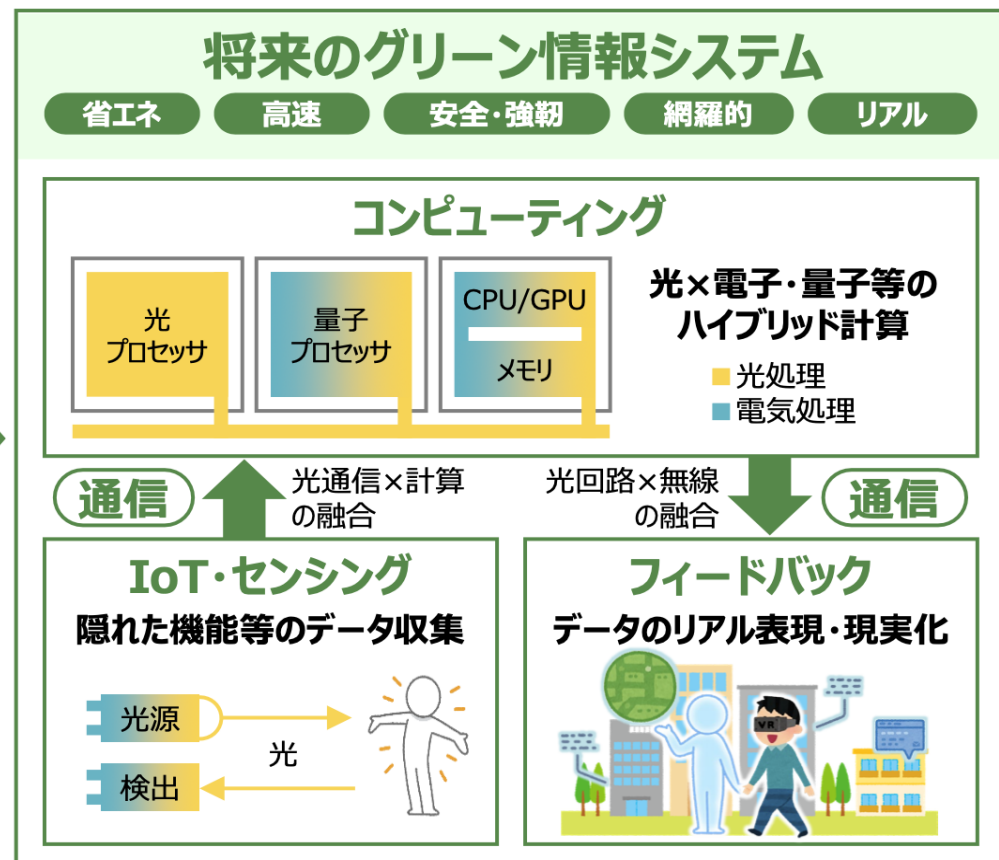 将来のグリーン情報システム
省エネ
高速
安全・強靭
網羅的
リアル
コンピューティング
光
プロセッサ
量子
プロセッサ
CPU/GPU
メモリ
光×電子・量子等の
ハイブリッド計算
光処理
電気処理
通信
光通信×計算
の融合
光回路×無線
の融合
通信
IoT・センシング
隠れた機能等のデータ収集
光源
光
検出
フィードバック
データのリアル表現・現実化
VR